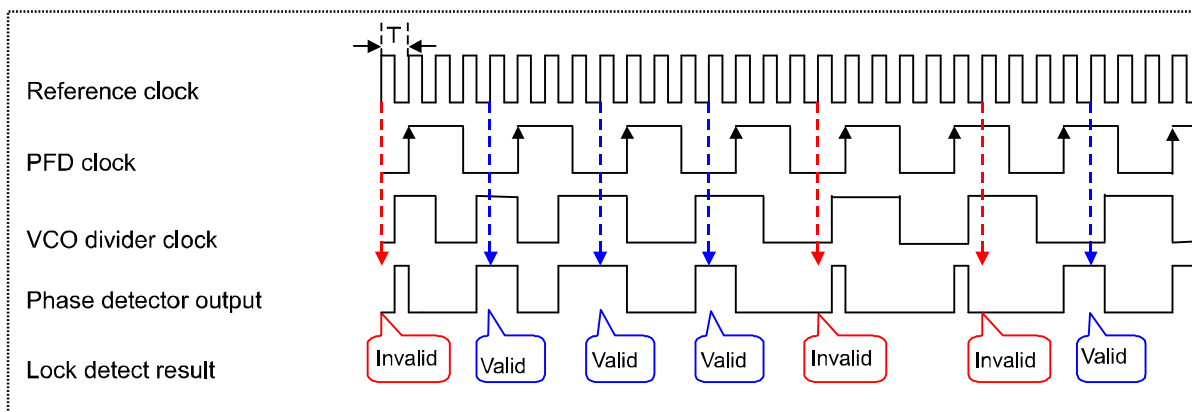 T
Reference clock
PFD clock
VCO divider clock
Phase detector output
Lock detect result
Invalid
Valid
Valid
Valid
Invalid
Invalid
Valid